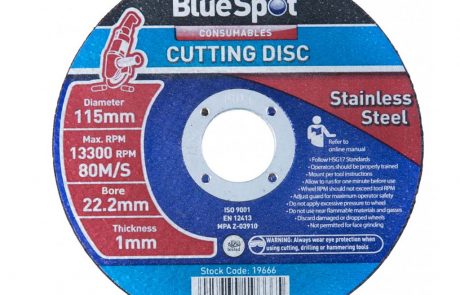 BlueSpot
CONSUMABLES
CUTTING DISC
Diameter
115mm
Max. RPM
13300 RPM
80M/S
Bore
22.2mm
Thickness
1mm
Stainless
Steel
Refer to
online manual
• Follow HSG17 Standards
• Operators should be properly trained
• Mount per tool instructions
• Allow to run for one minute before use
• Wheel RPM should not exceed tool RPM
• Adjust guard for maximum operator safety
• Do not apply excessive pressure to wheel
• Do not use near flammable materials and gasses
• Discard damaged or dropped wheels
• Not permitted for face grinding
ISO 9001
EN 12413
MPA Z-03910
WARNING: Always wear eye protection when
using cutting, drilling or hammering tools
Stock Code: 19666